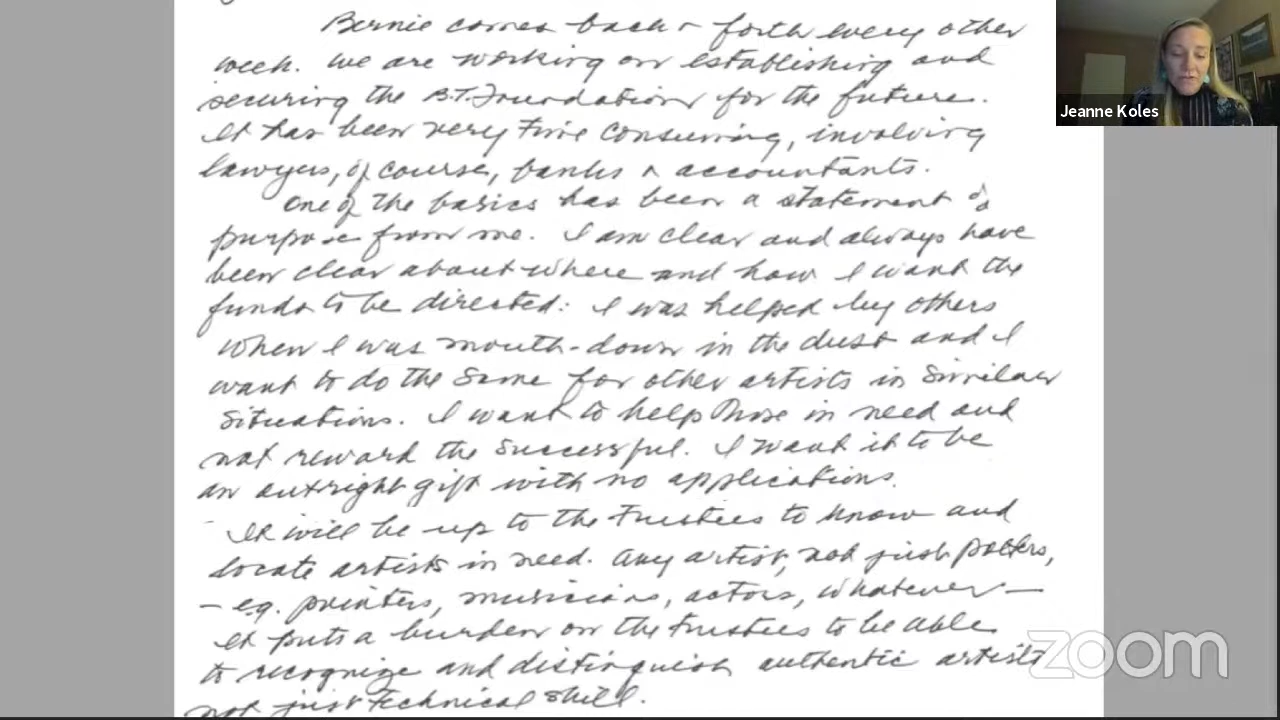 Bernie comes back & forth every other
week. We are working on establishing and
securing the B.T. Foundation for the future.
It has been very time consuming, involving
lawyers, of course, banks & accountants.
One of the basics has been a statement of
purpose from me. I am clear and always have
been clear about where and how I want the
funds to be directed: I was helped by others
when I was mouth-down in the dust and I
want to do the same for other artists in similar
situations. I want to help those in need and
not reward the successful. I want it to be
an outright gift with no applications.
It will be up to the Trustees to know and
locate artists in need. Any artist, not just potters,
- eg. painters, musicians, actors, whatever -
It puts a burden on the trustees to be able
to recognize and distinguish authentic artists
not just technical skill.
Jeanne Koles
zoom